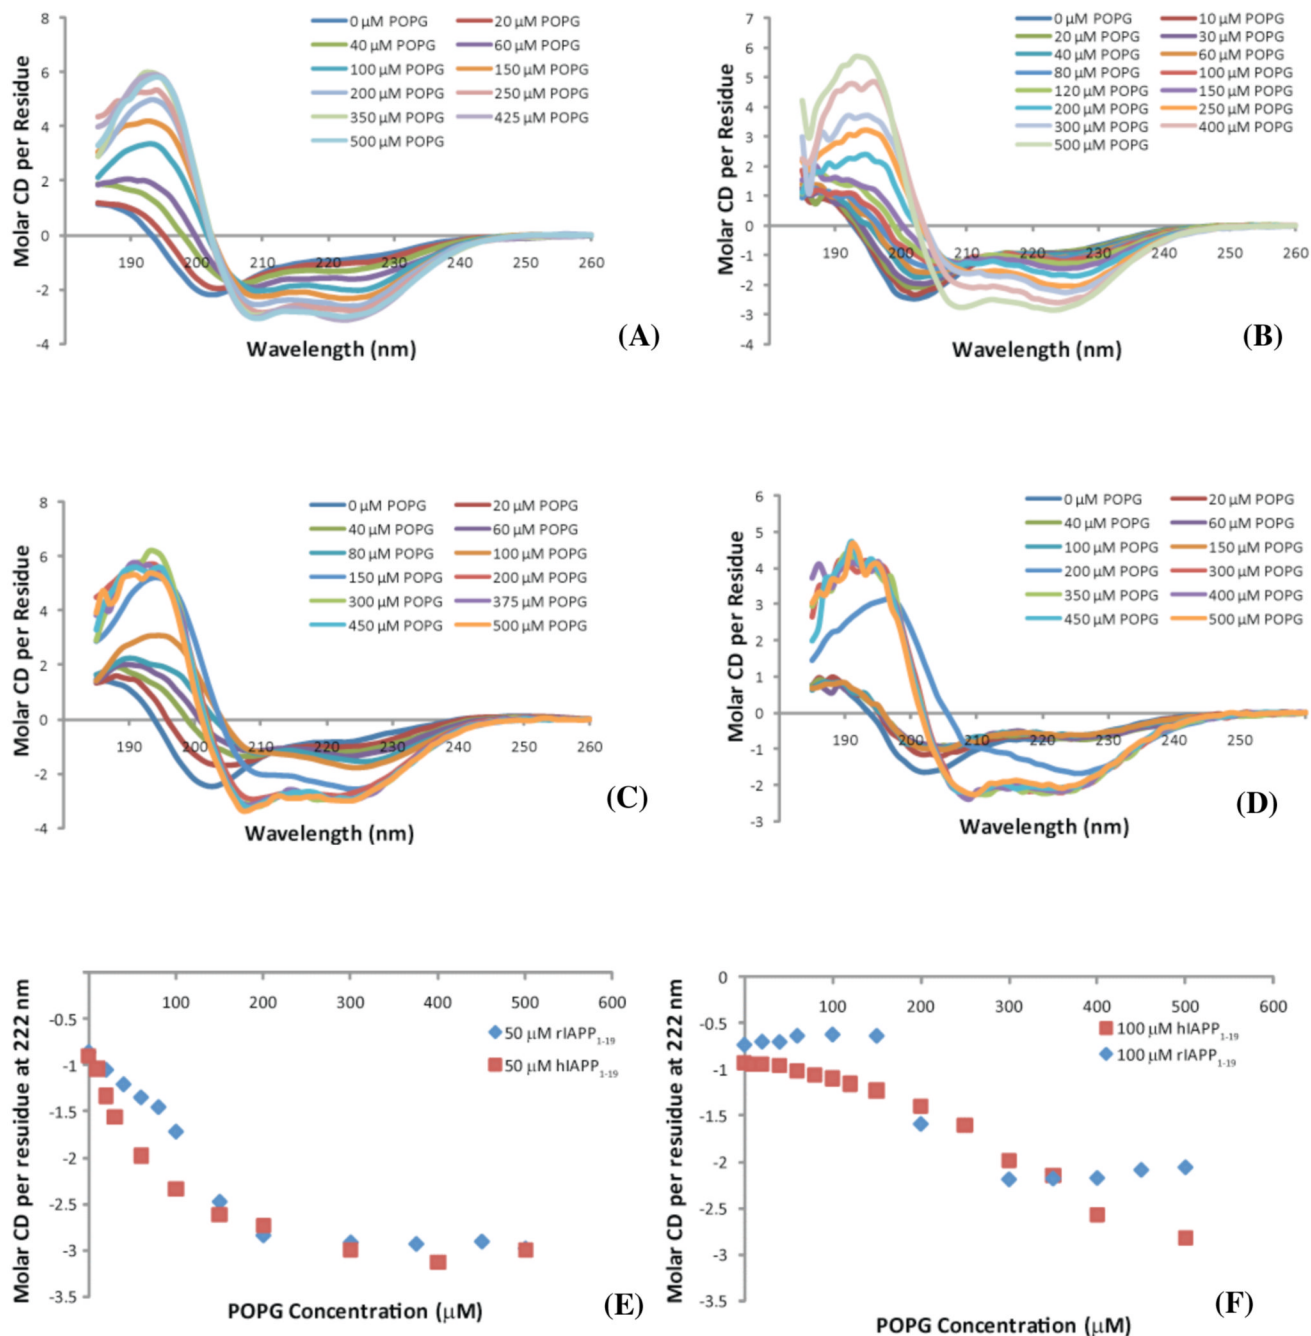 8
6
4
2
0
-2
-4
190
200
210
220
230
240
250
260
Molar CD per Residue
Wavelength (nm)
0 µM POPG
20 µM POPG
40 µM POPG
60 µM POPG
100 µM POPG
150 µM POPG
200 µM POPG
250 µM POPG
350 µM POPG
425 µM POPG
500 µM POPG
(A)
7
6
5
4
3
2
1
0
-1
-2
-3
-4
190
200
210
220
230
240
250
260
Molar CD per Residue
Wavelength (nm)
0 µM POPG
10 µM POPG
20 µM POPG
30 µM POPG
40 µM POPG
60 µM POPG
80 µM POPG
100 µM POPG
120 µM POPG
150 µM POPG
200 µM POPG
250 µM POPG
300 µM POPG
400 µM POPG
500 µM POPG
(B)
8
6
4
2
0
-2
-4
190
200
210
220
230
240
250
260
Molar CD per Residue
Wavelength (nm)
0 µM POPG
20 µM POPG
40 µM POPG
60 µM POPG
80 µM POPG
100 µM POPG
150 µM POPG
200 µM POPG
300 µM POPG
375 µM POPG
450 µM POPG
500 µM POPG
(C)
6
5
4
3
2
1
0
-1
-2
-3
190
200
210
220
230
240
250
Molar CD per Residue
Wavelength (nm)
0 µM POPG
20 µM POPG
40 µM POPG
60 µM POPG
100 µM POPG
150 µM POPG
200 µM POPG
300 µM POPG
350 µM POPG
400 µM POPG
450 µM POPG
500 µM POPG
(D)
100
200
300
400
500
600
-0.5
-1
-1.5
-2
-2.5
-3
-3.5
Molar CD per resuidue at 222 nm
POPG Concentration (µM)
50 µM rIAPP1-19
50 µM hIAPP1-19
(E)
0
100
200
300
400
500
600
-0.5
-1
-1.5
-2
-2.5
-3
-3.5
Molar CD per residue at 222 nm
POPG Concentration (µM)
100 µM hIAPP1-19
100 µM rIAPP1-19
(F)